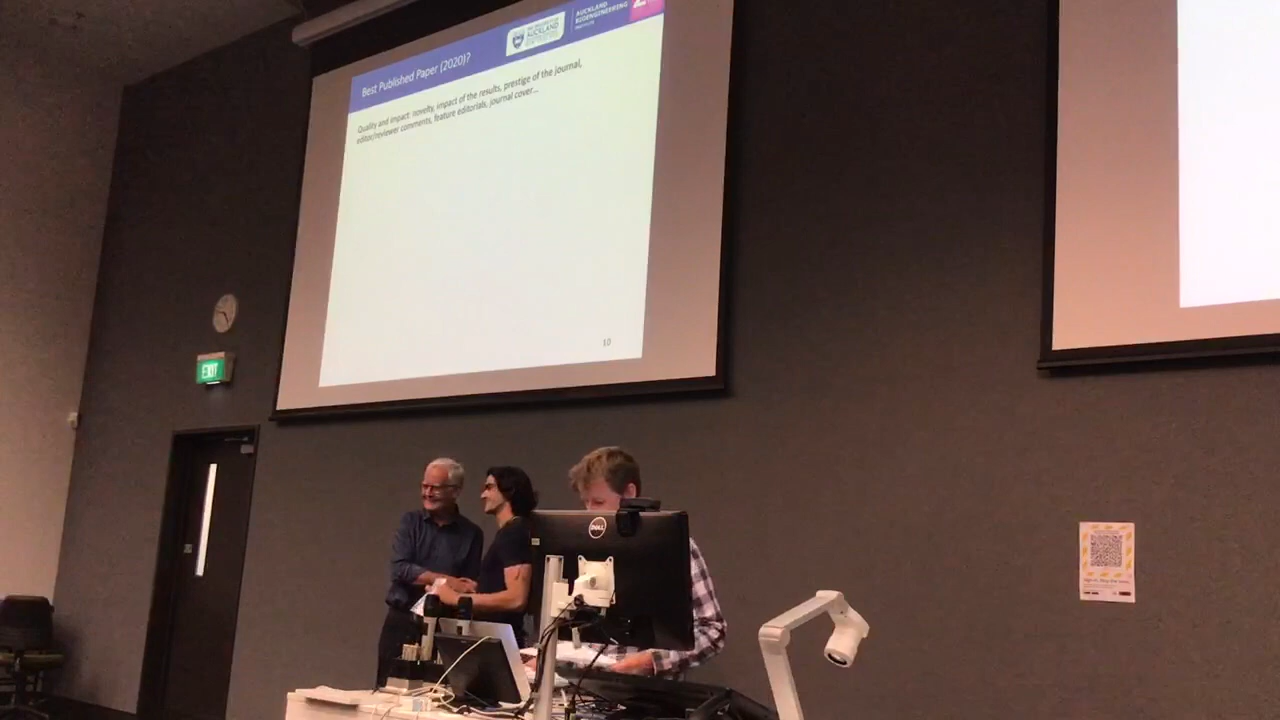 Best Published Paper (2020)?
AUCKLAND
AUCKLAND
BIOENGINEERING
INSTITUTE
Quality and impact: novelty, impact of the results, prestige of the journal,
editor/reviewer comments, feature editorials, journal cover...
10
EXIT
DELL